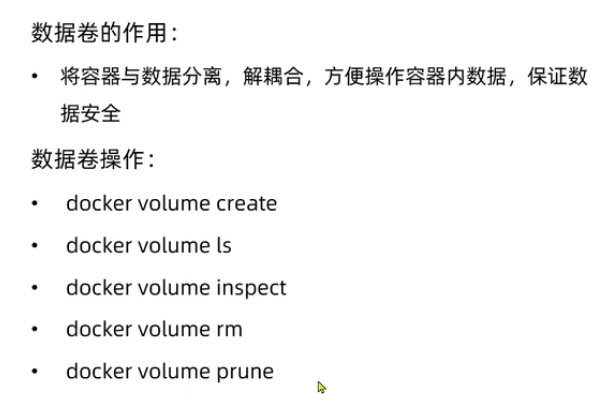 数据卷的作用：
• 将容器与数据分离，解耦合，方便操作容器内数据，保证数
据安全
数据卷操作：
• docker volume create
• docker volume ls
• docker volume inspect
• docker volume rm
• docker volume prune